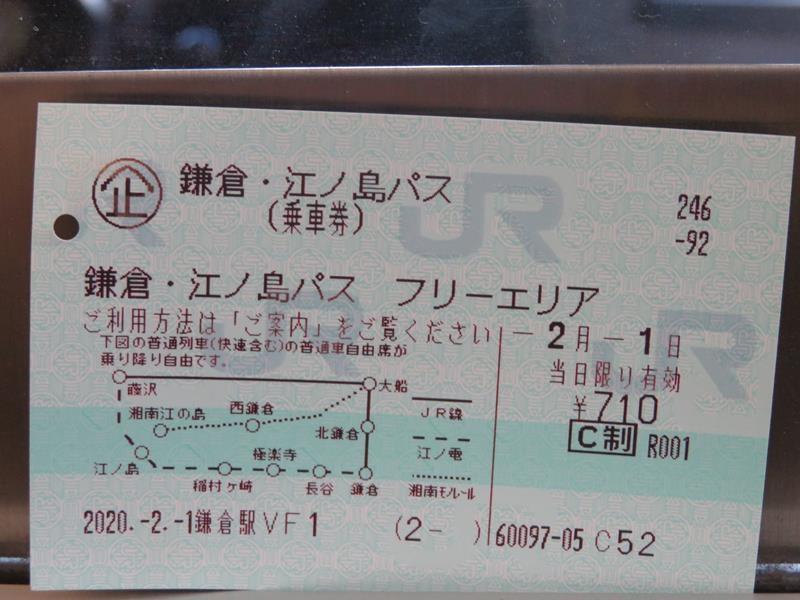 企 鎌倉・江ノ島パス
(乗車券)
246
-92
鎌倉・江ノ島パス フリーエリア
ご利用方法は「ご案内」をご覧ください
下図の普通列車(快速含む)の普通車自由席が
乗り降り自由です。
-2月-1日
当日限り有効
¥710
C制 R001
藤沢
大船
湘南江の島
西鎌倉
北鎌倉
江ノ島
稲村ヶ崎
極楽寺
長谷
鎌倉
JR線
江ノ電
湘南モノレール
2020.-2.-1鎌倉駅VF1 (2- ) 60097-05 C52
JR
JR
JR